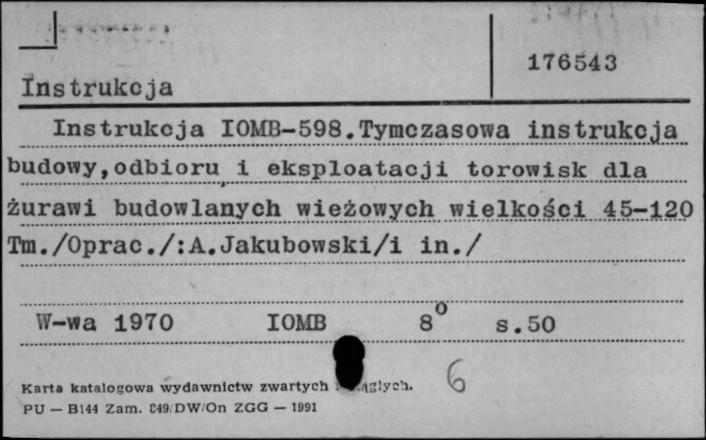 176543
Instrukcja
Instrukcja IOMB-598.Tymczasowa instrukcja
budowy,odbioru i eksploatacji torowisk dla
żurawi budowlanych wieżowych wielkości 45-120
Tm./Oprac./:A.Jakubowski/i in./
W-wa 1970 IOMB 8° s.50
Karta katalogowa wydawnictw zwartych
6
PU — B144 Zam. 849/DW/On ZGG — 1991